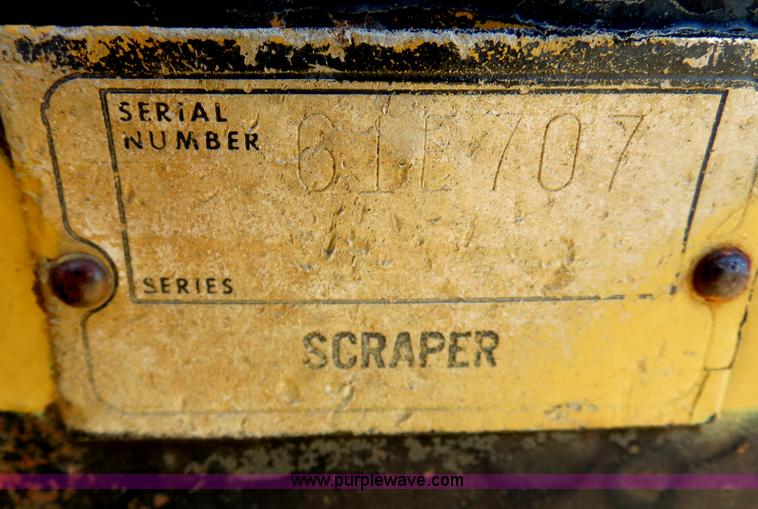 SERIAL
NUMBER 61E707
SERIES
SCRAPER
www.purplewave.com